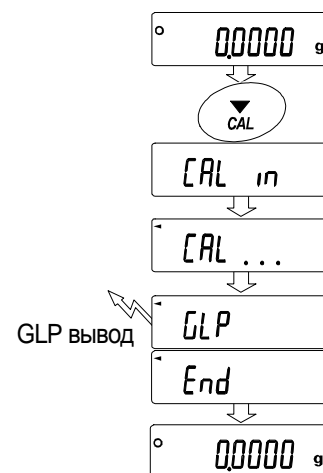 0.0000 g
CAL
CAL in
CAL ...
GLP
GLP вывод
End
0.0000 g